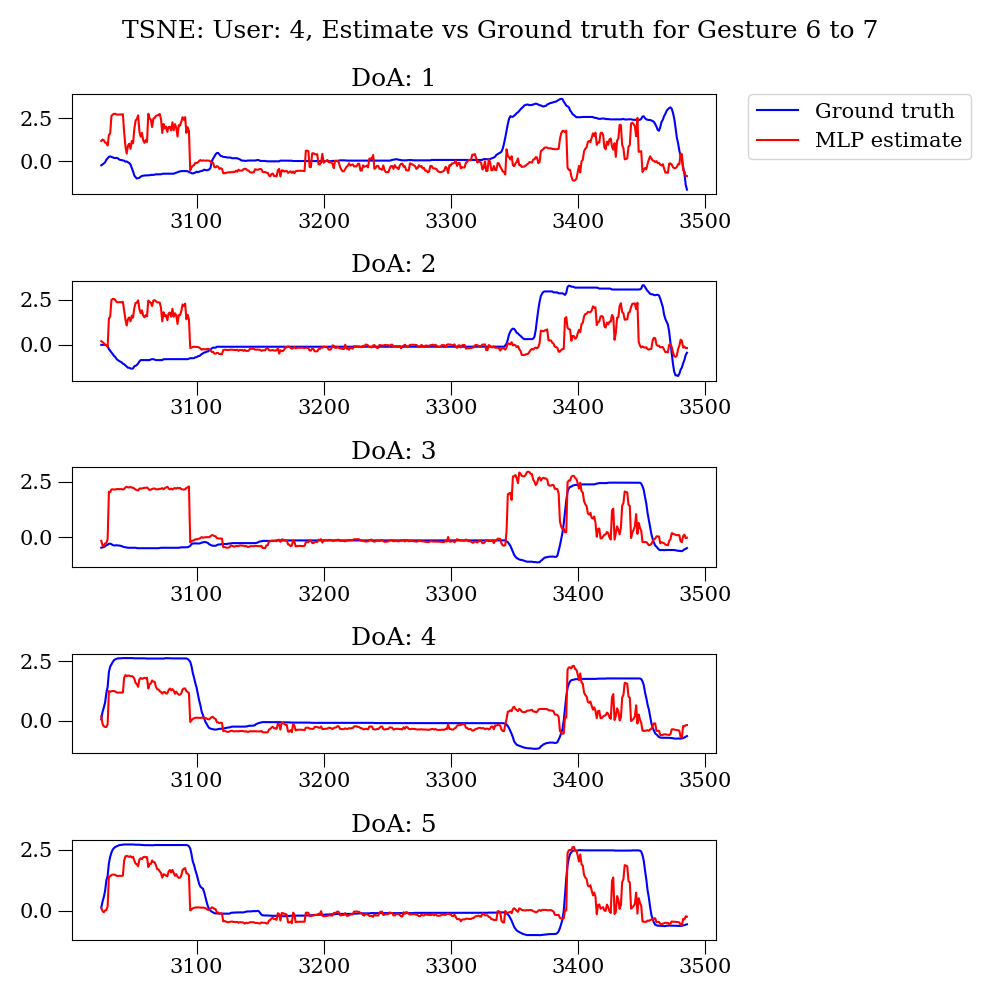 TSNE: User: 4, Estimate vs Ground truth for Gesture 6 to 7
DoA: 1
Ground truth
MLP estimate
2.5
0.0
3100 3200 3300 3400 3500
DoA: 2
2.5
0.0
3100 3200 3300 3400 3500
DoA: 3
2.5
0.0
3100 3200 3300 3400 3500
DoA: 4
2.5
0.0
3100 3200 3300 3400 3500
DoA: 5
2.5
0.0
3100 3200 3300 3400 3500